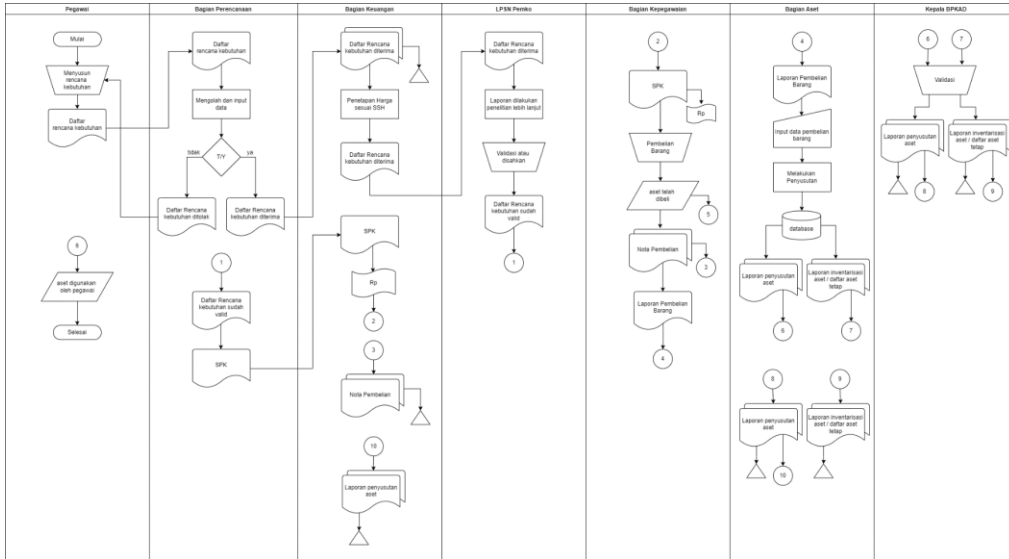 Pegawai
Mulai
Menyusun
rencana
kebutuhan
Daftar
rencana kebutuhan
6
aset digunakan
oleh pegawai
Selesai
Bagian Perencanaan
Daftar
rencana kebutuhan
Mengolah dan input
data
T/Y
tidak
ya
Daftar Rencana
kebutuhan ditolak
Daftar Rencana
kebutuhan diterima
1
Daftar Rencana
kebutuhan sudah
valid
SPK
Bagian Keuangan
Daftar Rencana
kebutuhan diterima
Penetapan Harga
sesuai SSH
Daftar Rencana
kebutuhan diterima
SPK
Rp
2
3
Nota Pembelian
10
Laporan penyusutan
aset
LPSN Pemko
Daftar Rencana
kebutuhan diterima
Laporan dilakukan
penelitian lebih lanjut
Validasi atau
disahkan
Daftar Rencana
kebutuhan sudah
valid
1
Bagian Kepegawaian
2
SPK
Rp
Pembelian
Barang
aset telah
dibeli
5
Nota Pembelian
3
Laporan Pembelian
Barang
4
Bagian Aset
4
Laporan Pembelian
Barang
Input data pembelian
barang
Melakukan
Penyusutan
database
Laporan penyusutan
aset
Laporan inventarisasi
aset / daftar aset
tetap
6
7
8
9
Laporan penyusutan
aset
Laporan inventarisasi
aset / daftar aset
tetap
10
Kepala BPKAD
6
7
Validasi
Laporan penyusutan
aset
Laporan inventarisasi
aset / daftar aset
tetap
8
9